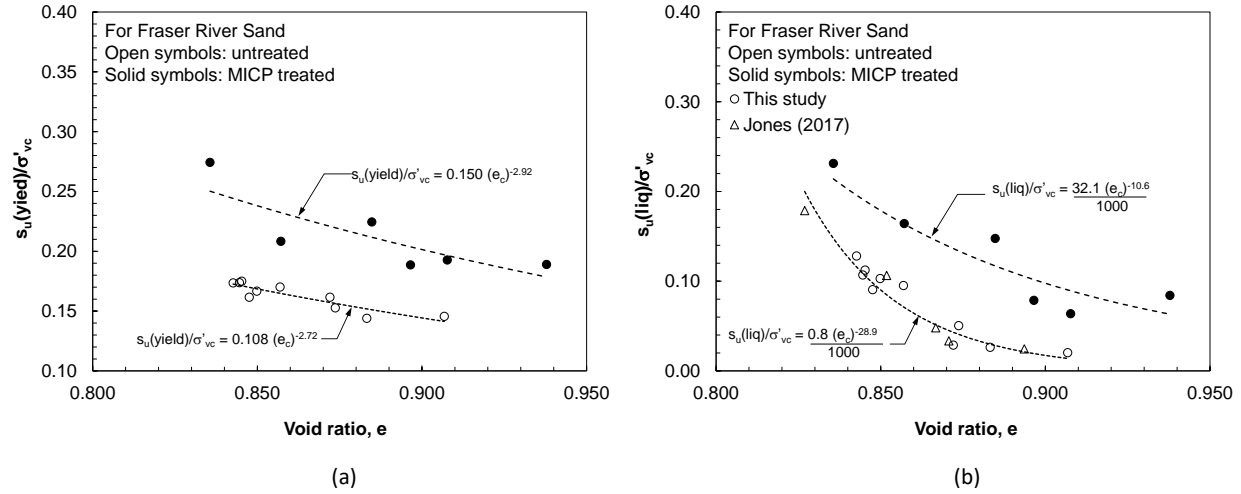 For Fraser River Sand
Open symbols: untreated
Solid symbols: MICP treated
s_u(yield)/σ'_vc = 0.150 (e_c)^-2.92
s_u(yield)/σ'_vc = 0.108 (e_c)^-2.72
0.40
0.35
0.30
0.25
0.20
0.15
0.10
s_u(yied)/σ'_vc
0.800
0.850
0.900
0.950
Void ratio, e
(a)
For Fraser River Sand
Open symbols: untreated
Solid symbols: MICP treated
This study
Jones (2017)
s_u(liq)/σ'_vc = 32.1 (e_c)^-10.6
1000
s_u(liq)/σ'_vc = 0.8 (e_c)^-28.9
1000
0.40
0.30
0.20
0.10
0.00
s_u(liq)/σ'_vc
0.800
0.850
0.900
0.950
Void ratio, e
(b)